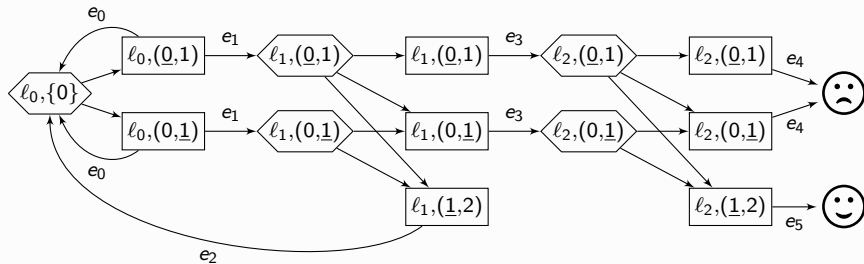 e₀
ℓ₀,(0̲,1) e₁ ℓ₁,(0̲,1) ℓ₁,(0̲,1) e₃ ℓ₂,(0̲,1) ℓ₂,(0̲,1) e₄
ℓ₀,{0}
ℓ₀,(0,1̲) e₁ ℓ₁,(0,1̲) ℓ₁,(0,1̲) e₃ ℓ₂,(0,1̲) ℓ₂,(0,1̲) e₄
e₀
ℓ₁,(1̲,2) ℓ₂,(1̲,2) e₅
e₂